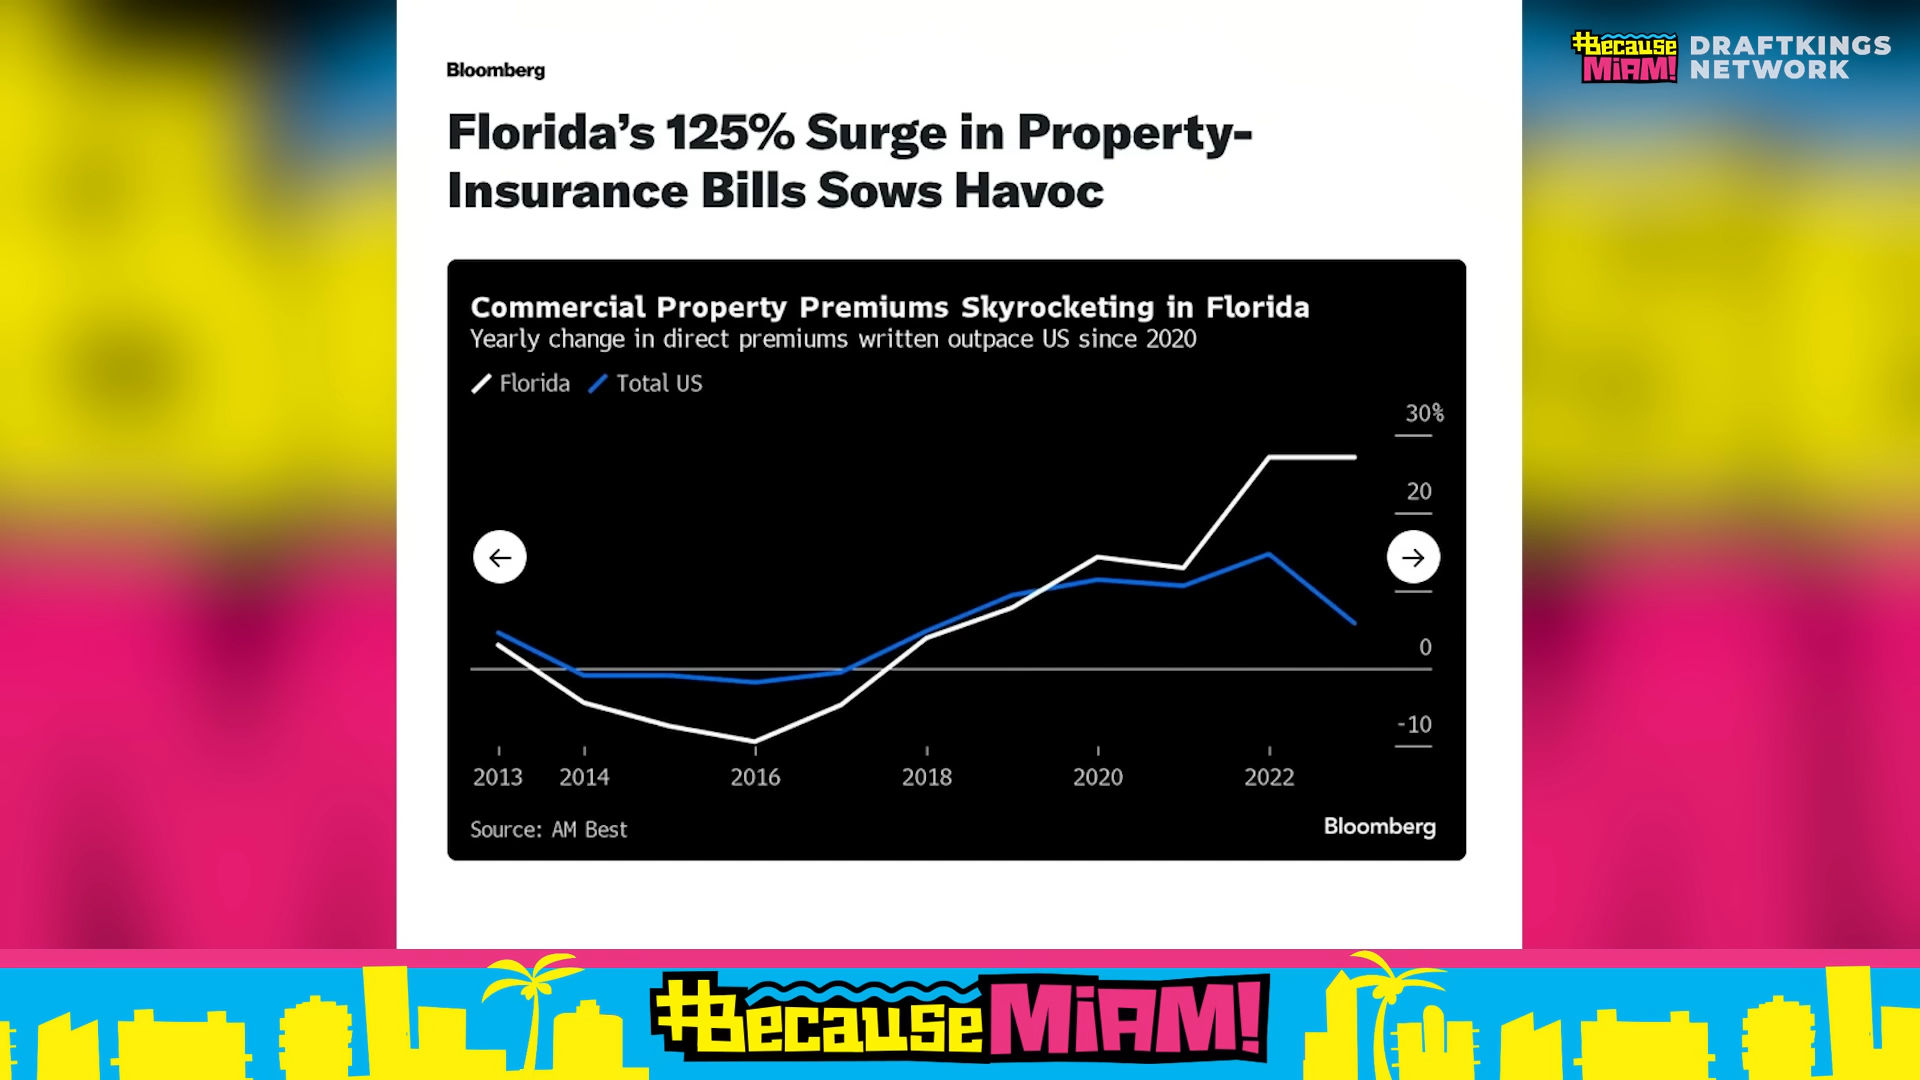 #Because
MiAM!
DRAFTKINGS
NETWORK
Bloomberg
Florida’s 125% Surge in Property-
Insurance Bills Sows Havoc
Commercial Property Premiums Skyrocketing in Florida
Yearly change in direct premiums written outpace US since 2020
Florida Total US
30%
20
0
-10
2013 2014 2016 2018 2020 2022
Source: AM Best
Bloomberg
#BecauseMiAM!